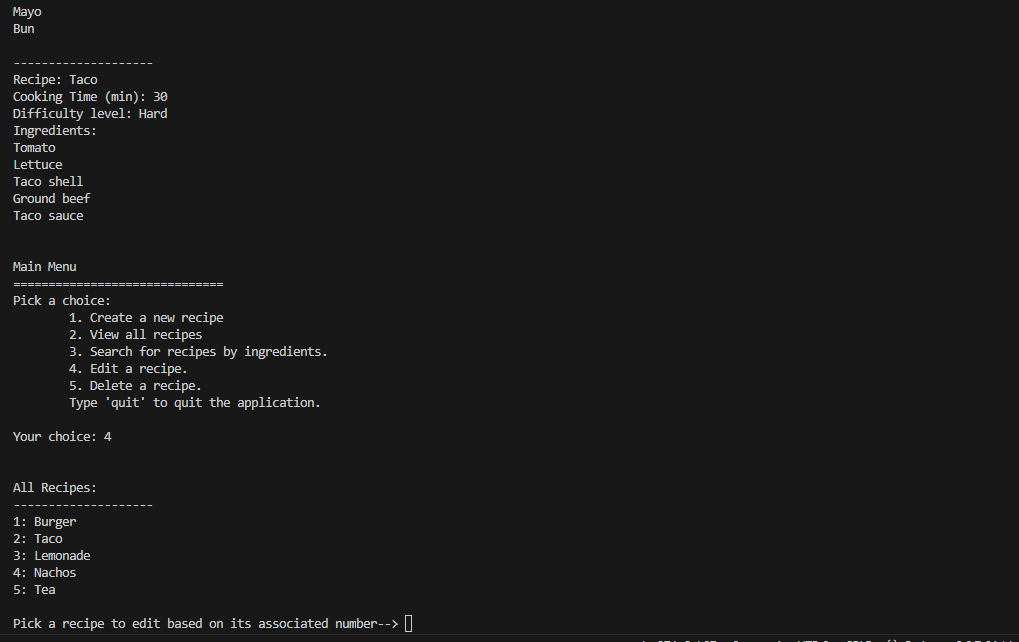 Mayo
Bun
--------------------
Recipe: Taco
Cooking Time (min): 30
Difficulty level: Hard
Ingredients:
Tomato
Lettuce
Taco shell
Ground beef
Taco sauce
Main Menu
==============================
Pick a choice:
1. Create a new recipe
2. View all recipes
3. Search for recipes by ingredients.
4. Edit a recipe.
5. Delete a recipe.
Type 'quit' to quit the application.
Your choice: 4
All Recipes:
--------------------
1: Burger
2: Taco
3: Lemonade
4: Nachos
5: Tea
Pick a recipe to edit based on its associated number-->